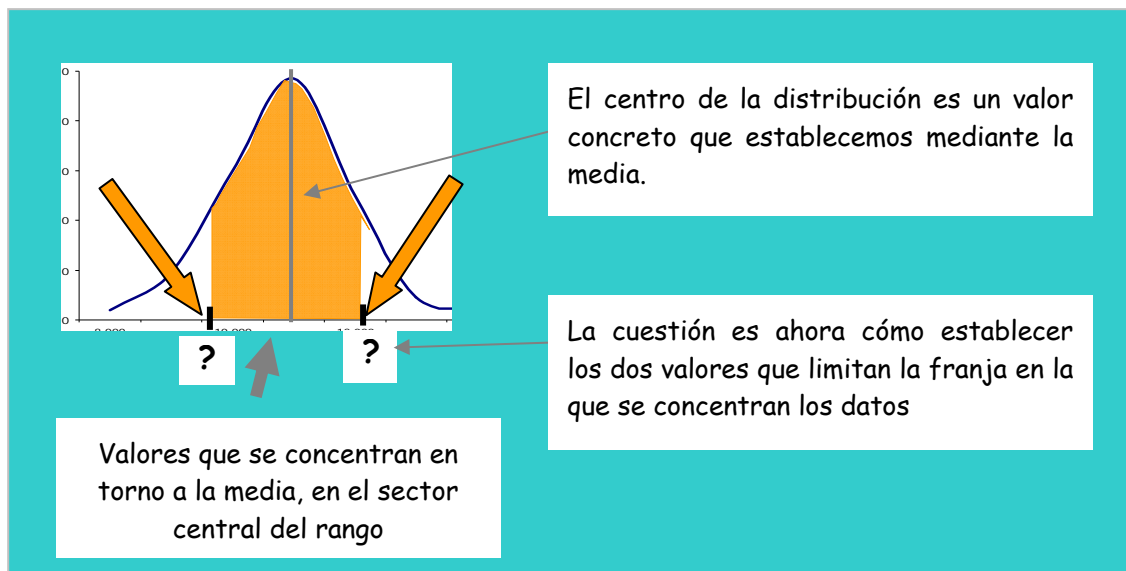 El centro de la distribución es un valor
concreto que establecemos mediante la
media.
? ?
La cuestión es ahora cómo establecer
los dos valores que limitan la franja en la
que se concentran los datos
Valores que se concentran en
torno a la media, en el sector
central del rango